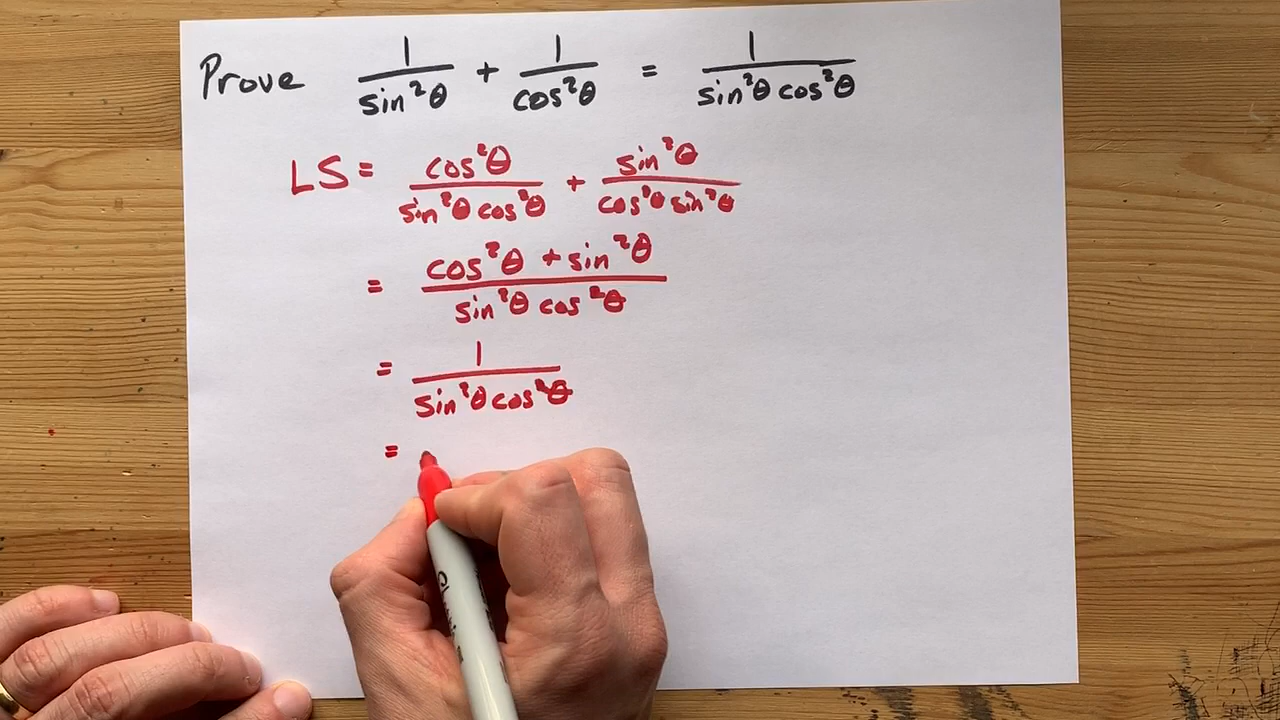 Prove 1/sin²θ + 1/cos²θ = 1/sin²θ cos²θ
LS = cos²θ/sin²θ cos²θ + sin²θ/cos²θ sin²θ
= cos²θ + sin²θ/sin²θ cos²θ
= 1/sin²θ cos²θ
=